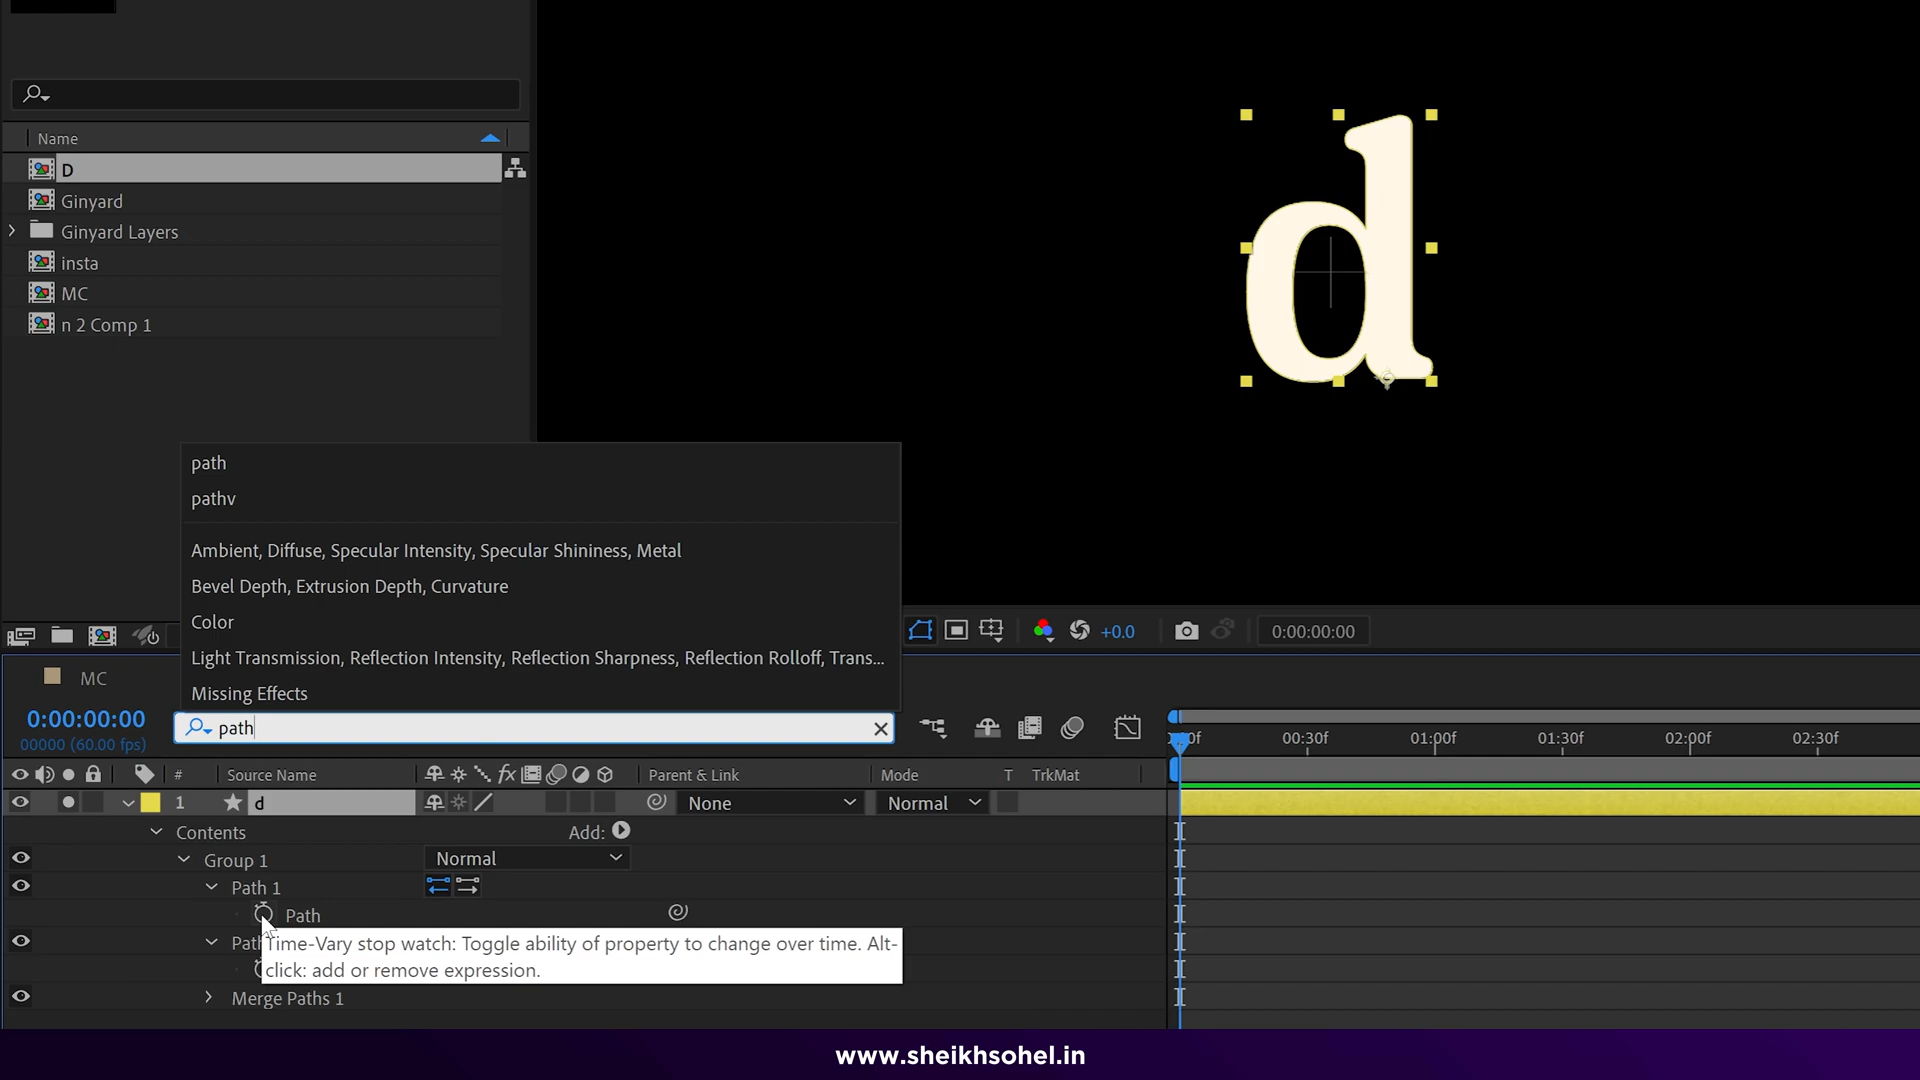 Name
D
Ginyard
Ginyard Layers
insta
MC
n 2 Comp 1
d
path
pathv
Ambient, Diffuse, Specular Intensity, Specular Shininess, Metal
Bevel Depth, Extrusion Depth, Curvature
Color
Light Transmission, Reflection Intensity, Reflection Sharpness, Reflection Rolloff, Trans...
Missing Effects
+0.0
0:00:00:00
MC
0:00:00:00
00000 (60.00 fps)
path
00:30f 01:00f 01:30f 02:00f 02:30f
# Source Name fx Parent & Link Mode T TrkMat
1 d None Normal
Contents Add:
Group 1 Normal
Path 1
Path
Time-Vary stop watch: Toggle ability of property to change over time. Alt-
click: add or remove expression.
Merge Paths 1
www.sheikhsohel.in